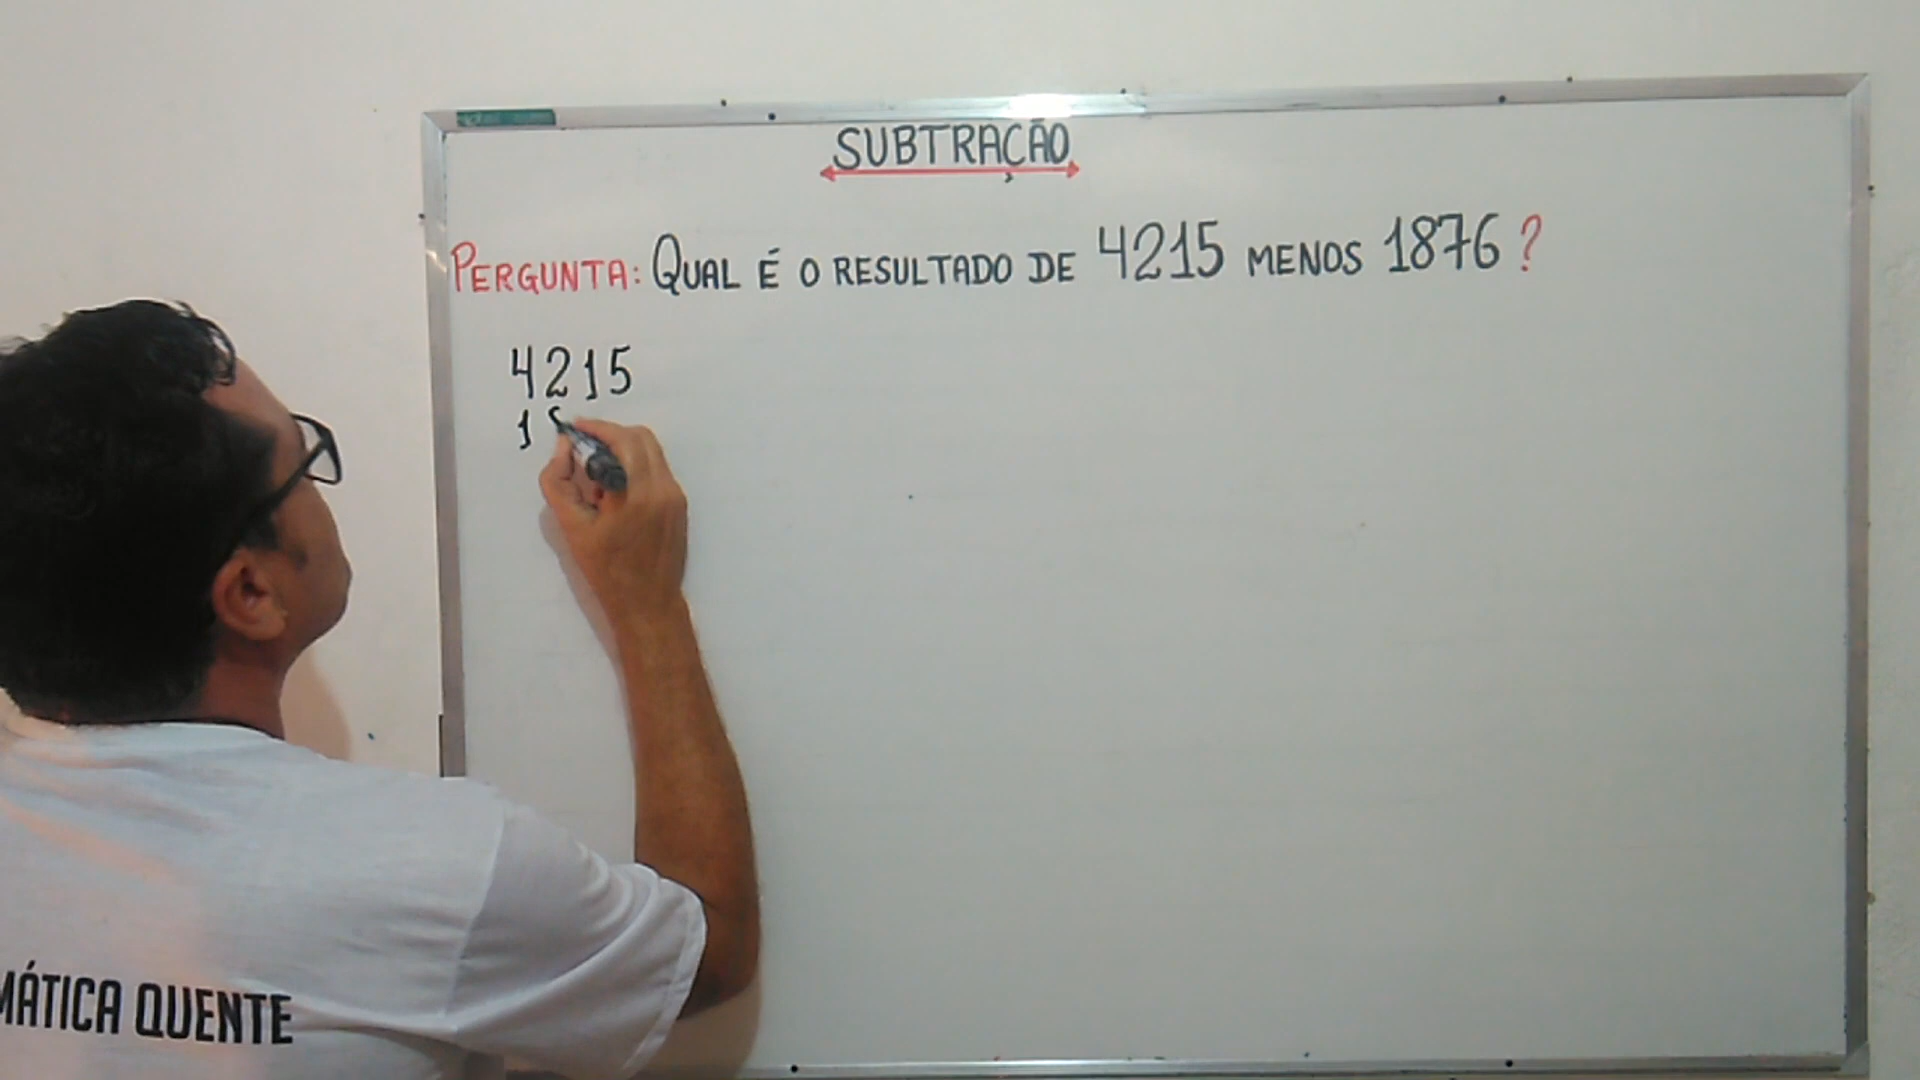 SUBTRAÇÃO
PERGUNTA: QUAL É O RESULTADO DE 4215 MENOS 1876?
4215
1
MÁTICA QUENTE